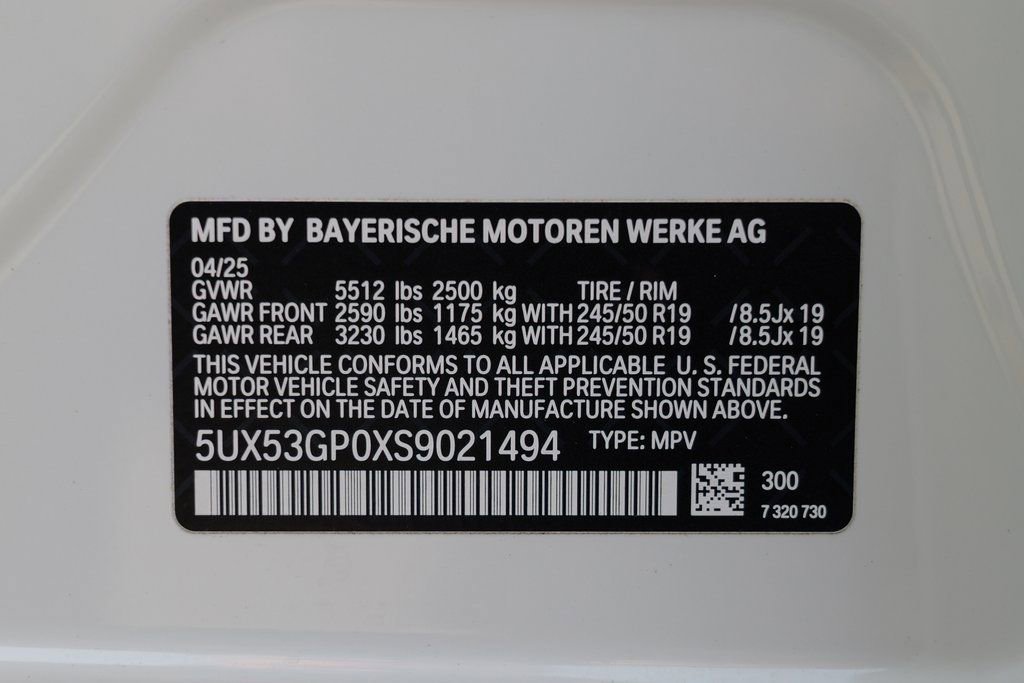 MFD BY BAYERISCHE MOTOREN WERKE AG
04/25
GVWR 5512 lbs 2500 kg TIRE / RIM
GAWR FRONT 2590 lbs 1175 kg WITH 245/50 R19 /8.5Jx 19
GAWR REAR 3230 lbs 1465 kg WITH 245/50 R19 /8.5Jx 19
THIS VEHICLE CONFORMS TO ALL APPLICABLE U. S. FEDERAL
MOTOR VEHICLE SAFETY AND THEFT PREVENTION STANDARDS
IN EFFECT ON THE DATE OF MANUFACTURE SHOWN ABOVE.
5UX53GP0XS9021494 TYPE: MPV
300
7 320 730